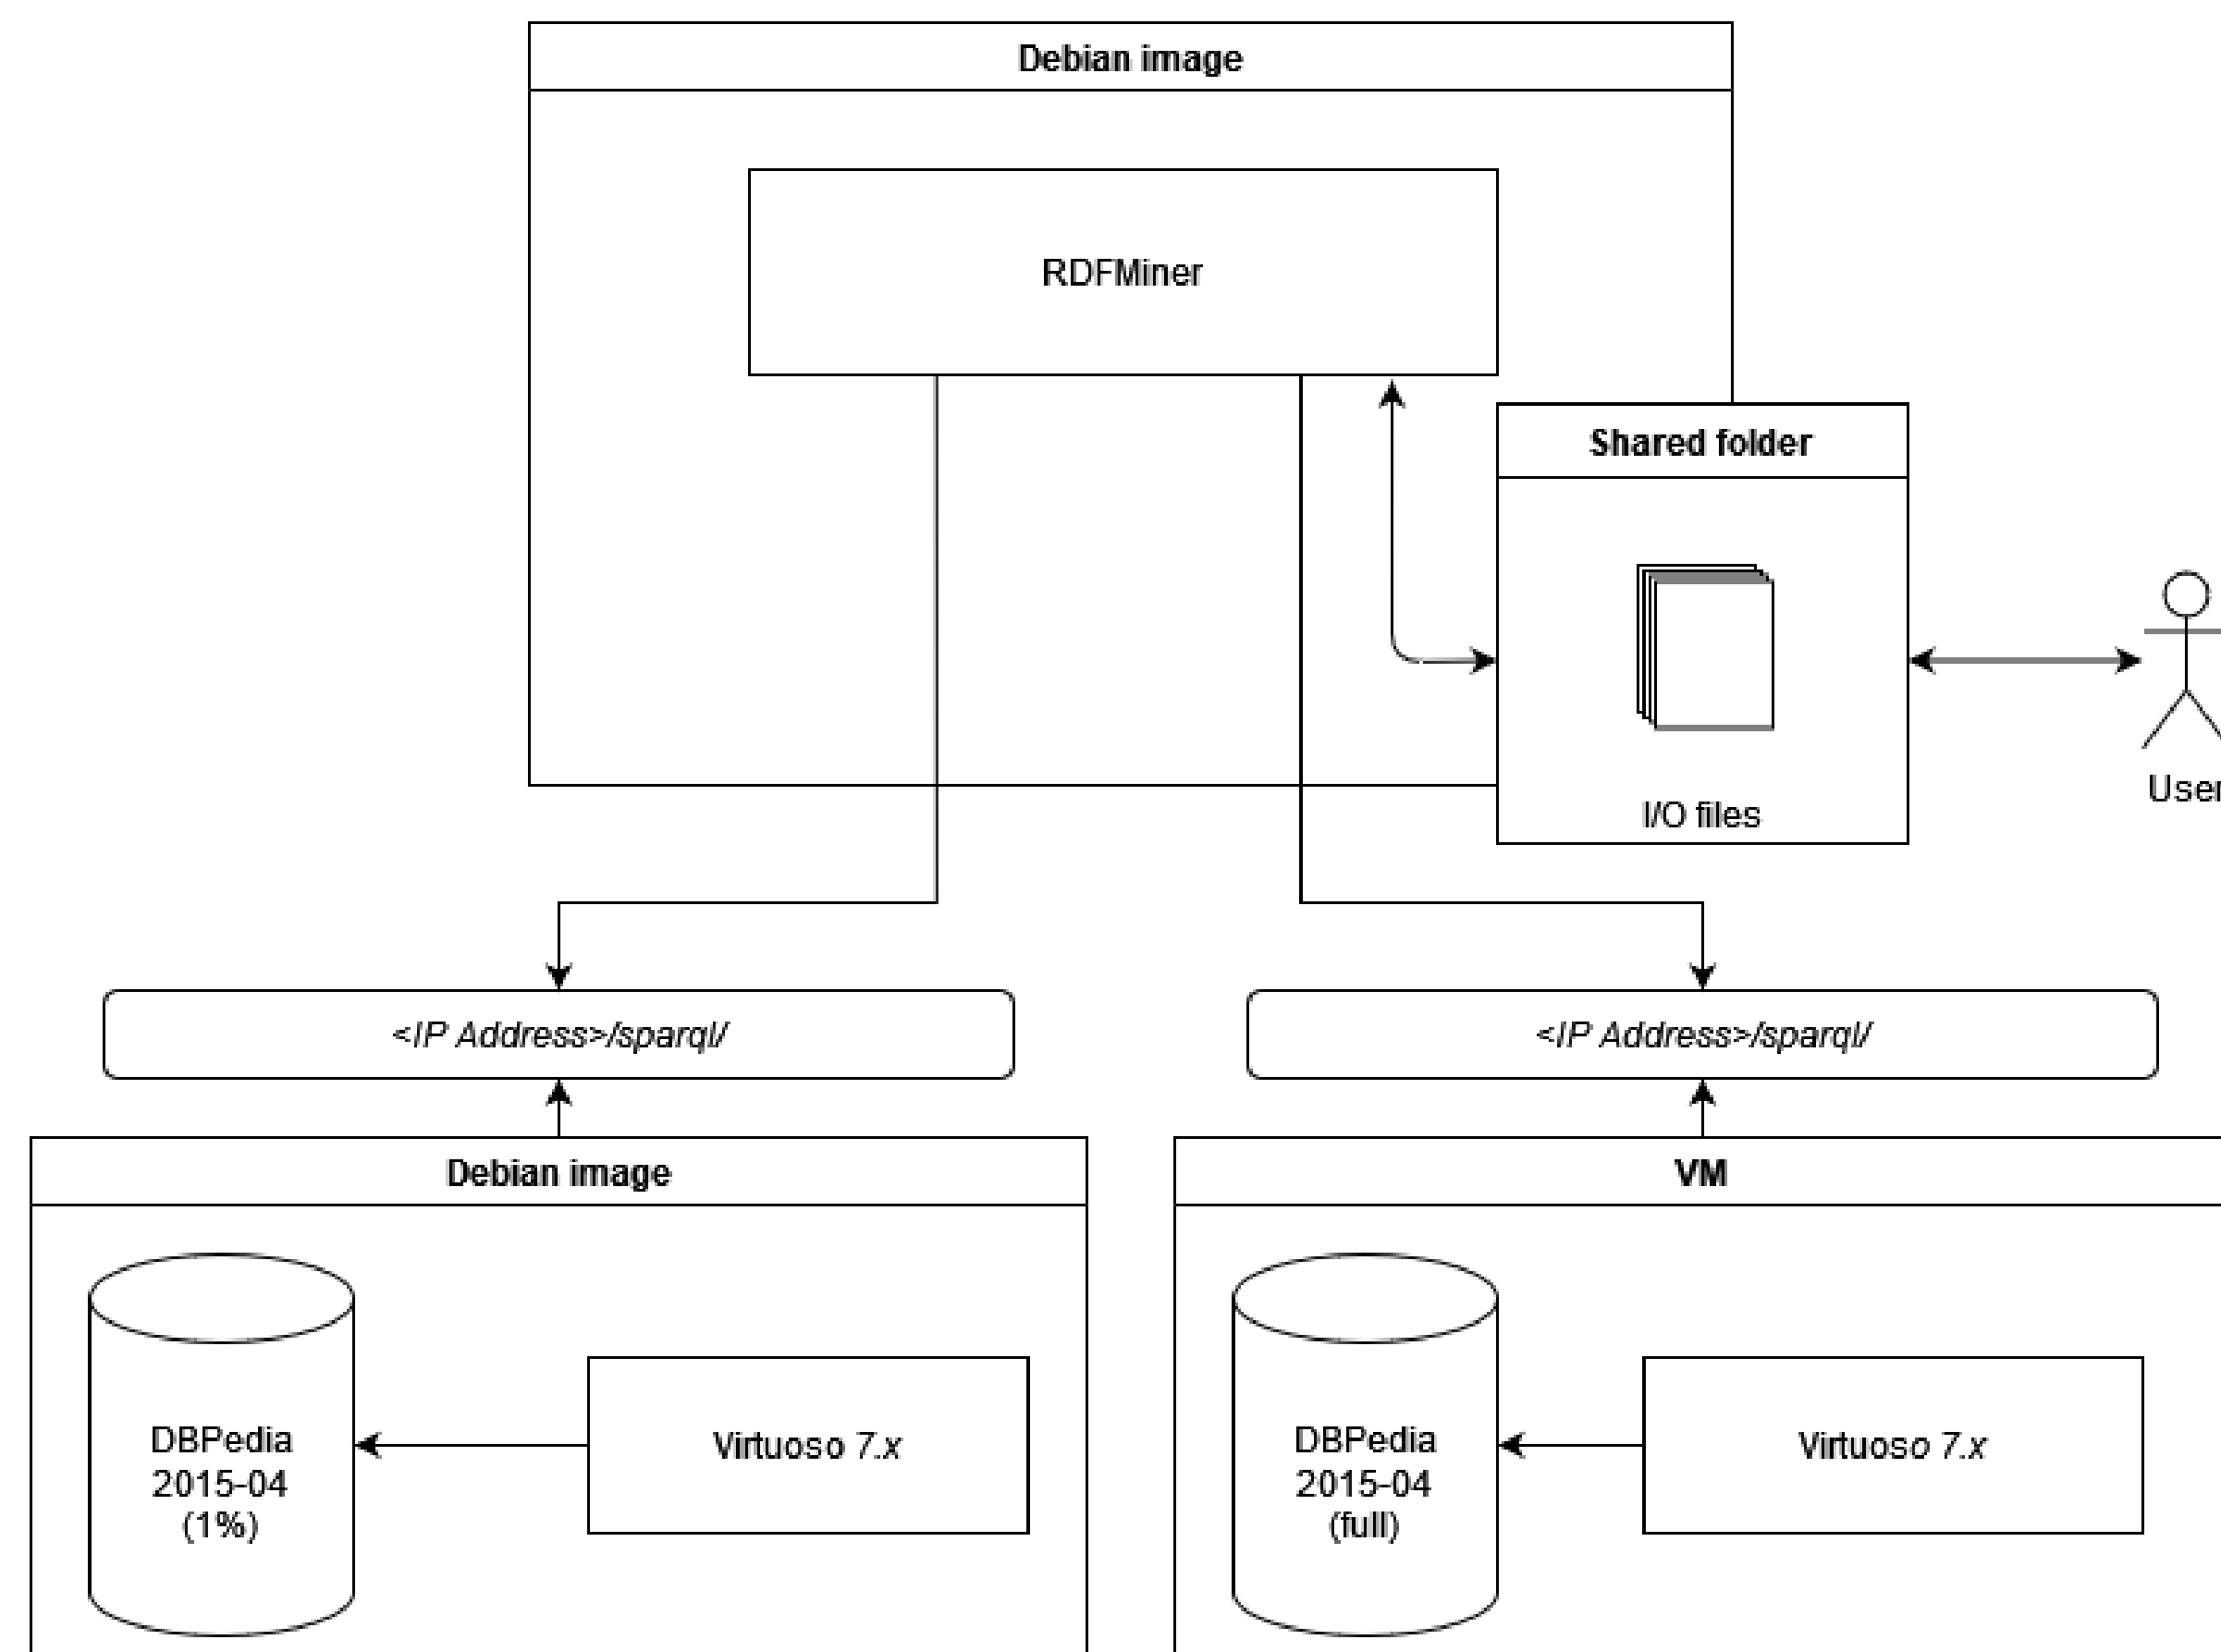 Debian image
RDFMiner
Shared folder
I/O files
User
<IP Address>/sparql/
<IP Address>/sparql/
Debian image
VM
DBPedia
2015-04
(1%)
Virtuoso 7.x
DBPedia
2015-04
(full)
Virtuoso 7.x